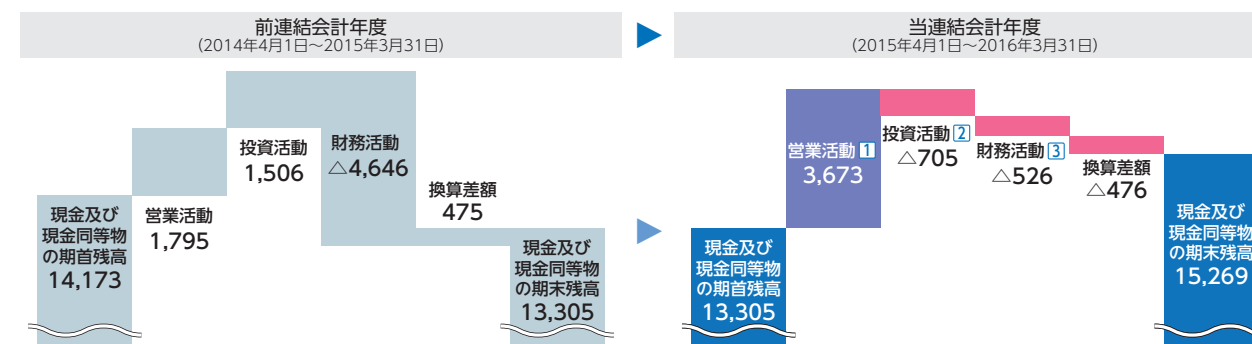 前連結会計年度
(2014年4月1日～2015年3月31日)
現金及び
現金同等物
の期首残高
14,173
営業活動
1,795
投資活動
1,506
財務活動
△4,646
換算差額
475
現金及び
現金同等物
の期末残高
13,305
当連結会計年度
(2015年4月1日～2016年3月31日)
現金及び
現金同等物
の期首残高
13,305
営業活動 1
3,673
投資活動 2
△705
財務活動 3
△526
換算差額
△476
現金及び
現金同等物
の期末残高
15,269